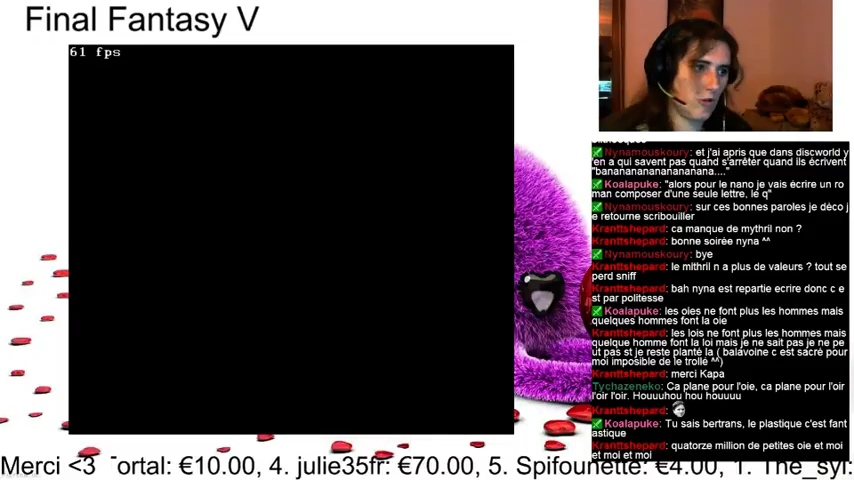 Final Fantasy V
61 fps
Nynamouskoury: et j'ai apris que dans discworld y
'en a qui savent pas quand s'arrêter quand ils écrivent
"bananananananananana...."
Koalapuke: "alors pour le nano je vais écrire un ro
man composer d'une seule lettre, le q"
Nynamouskoury: sur ces bonnes paroles je déco j
e retourne scribouiller
Kranttshepard: ca manque de mythril non ?
Kranttshepard: bonne soirèe nyna ^^
Nynamouskoury: bye
Kranttshepard: le mithril n a plus de valeurs ? tout se
perd sniff
Kranttshepard: bah nyna est repartie ecrire donc c e
st par politesse
Koalapuke: les oies ne font plus les hommes mais
quelques hommes font la oie
Kranttshepard: les lois ne font plus les hommes mais
quelque homme font la loi mais je ne sait pas je ne pe
ut pas st je reste planté la ( balavoine c est sacré pour
moi imposible de le trolle ^^)
Kranttshepard: merci Kapa
Tychazeneko: Ca plane pour l'oie, ca plane pour l'oir
l'oir l'oir. Houuuhou hou houuuu
Kranttshepard:
Koalapuke: Tu sais bertrans, le plastique c'est fant
astique
Kranttshepard: quatorze million de petites oie et moi
et moi et moi
Merci <3 ortal: €10.00, 4. julie35fr: €70.00, 5. Spifounette: €4.00, 1. The_syl: